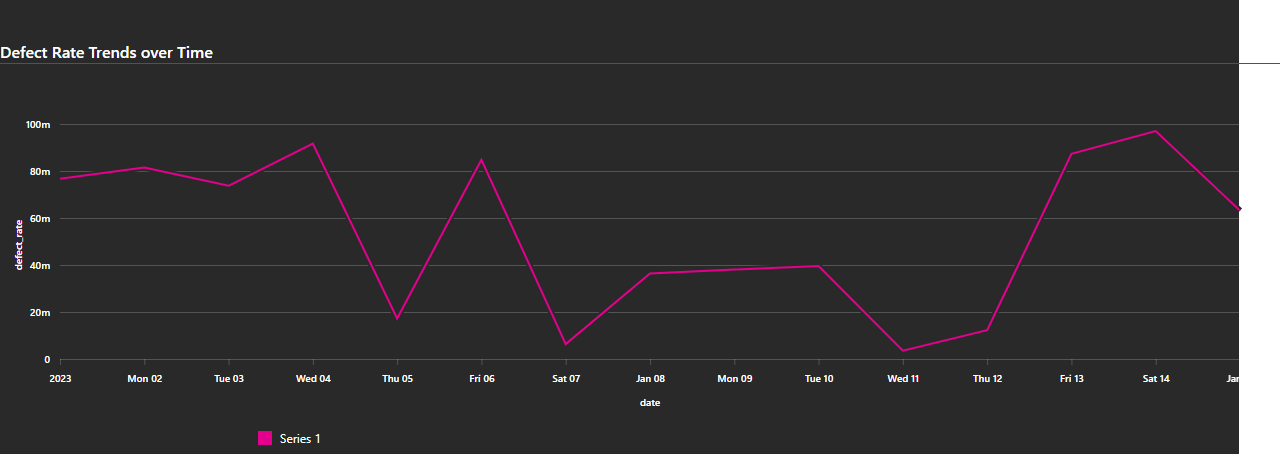 Defect Rate Trends over Time
100m
80m
60m
40m
20m
0
defect_rate
2023 Mon 02 Tue 03 Wed 04 Thu 05 Fri 06 Sat 07 Jan 08 Mon 09 Tue 10 Wed 11 Thu 12 Fri 13 Sat 14 Jan
date
Series 1